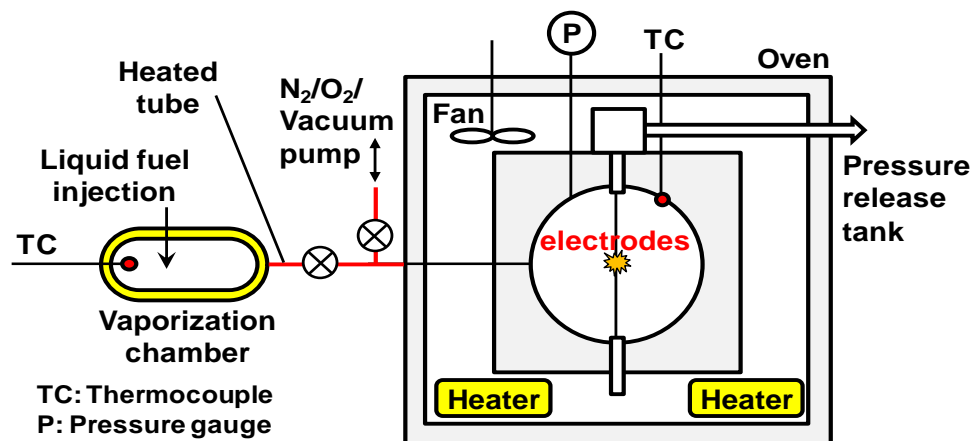 Heated
tube
N₂/O₂/
Vacuum
pump
Liquid fuel
injection
TC
Vaporization
chamber
TC: Thermocouple
P: Pressure gauge
P
TC
Oven
Fan
electrodes
Pressure
release
tank
Heater
Heater